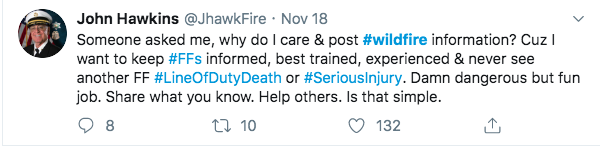 John Hawkins @JhawkFire · Nov 18
Someone asked me, why do I care & post #wildfire information? Cuz I
want to keep #FFs informed, best trained, experienced & never see
another FF #LineOfDutyDeath or #SeriousInjury. Damn dangerous but fun
job. Share what you know. Help others. Is that simple.
8 10 132